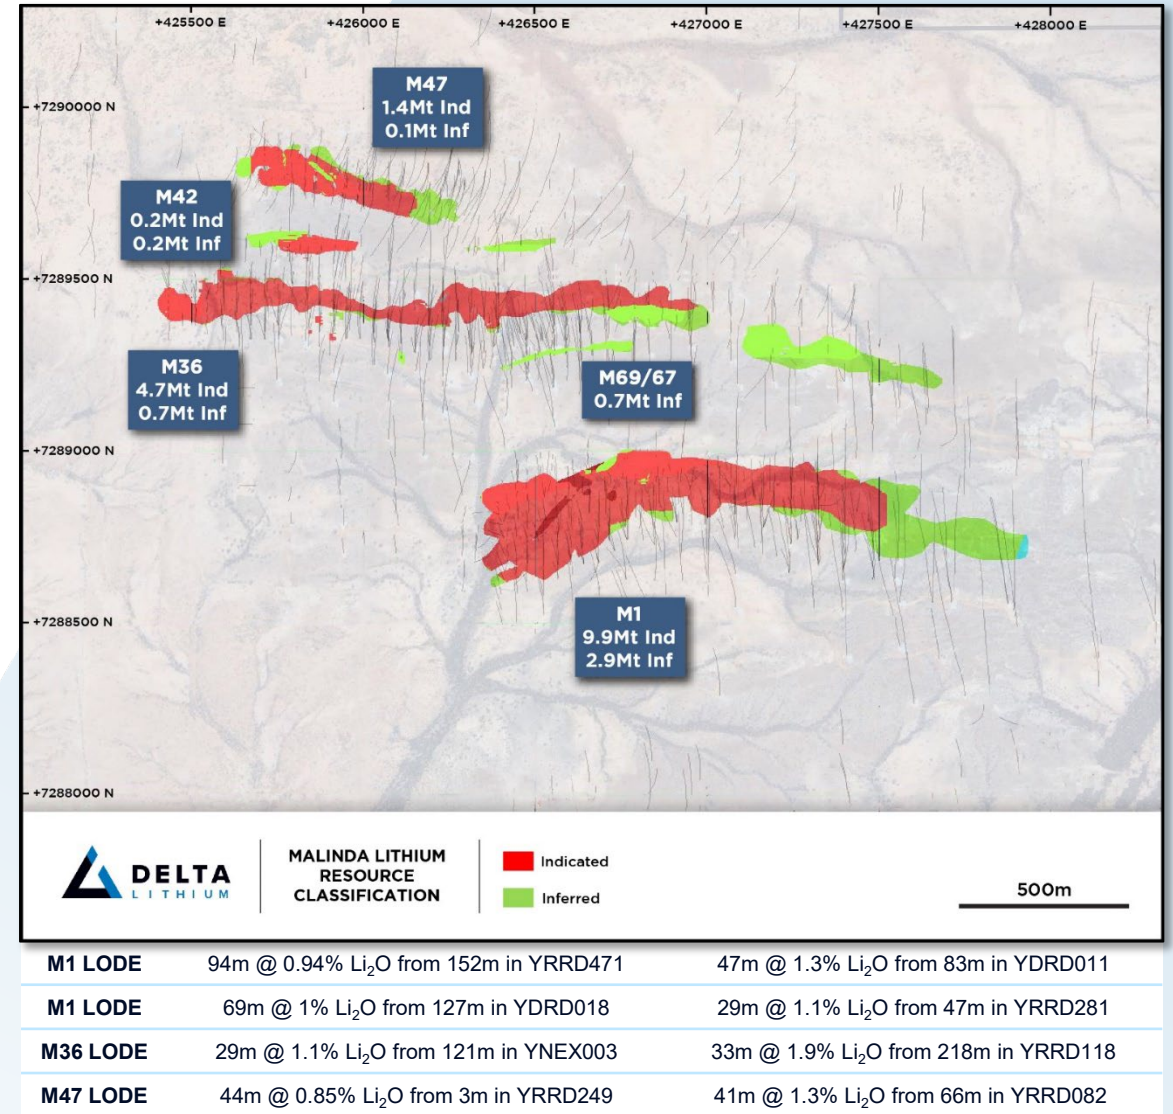 +425500 E +426000 E +426500 E +427000 E +427500 E +428000 E
+7290000 N
M47
1.4Mt Ind
0.1Mt Inf
M42
0.2Mt Ind
0.2Mt Inf
+7289500 N
M36
4.7Mt Ind
0.7Mt Inf
M69/67
0.7Mt Inf
+7289000 N
M1
9.9Mt Ind
2.9Mt Inf
+7288500 N
+7288000 N
DELTA
LITHIUM
MALINDA LITHIUM
RESOURCE
CLASSIFICATION
Indicated
Inferred
500m
M1 LODE 94m @ 0.94% Li₂O from 152m in YRRD471 47m @ 1.3% Li₂O from 83m in YDRD011
M1 LODE 69m @ 1% Li₂O from 127m in YDRD018 29m @ 1.1% Li₂O from 47m in YRRD281
M36 LODE 29m @ 1.1% Li₂O from 121m in YNEX003 33m @ 1.9% Li₂O from 218m in YRRD118
M47 LODE 44m @ 0.85% Li₂O from 3m in YRRD249 41m @ 1.3% Li₂O from 66m in YRRD082